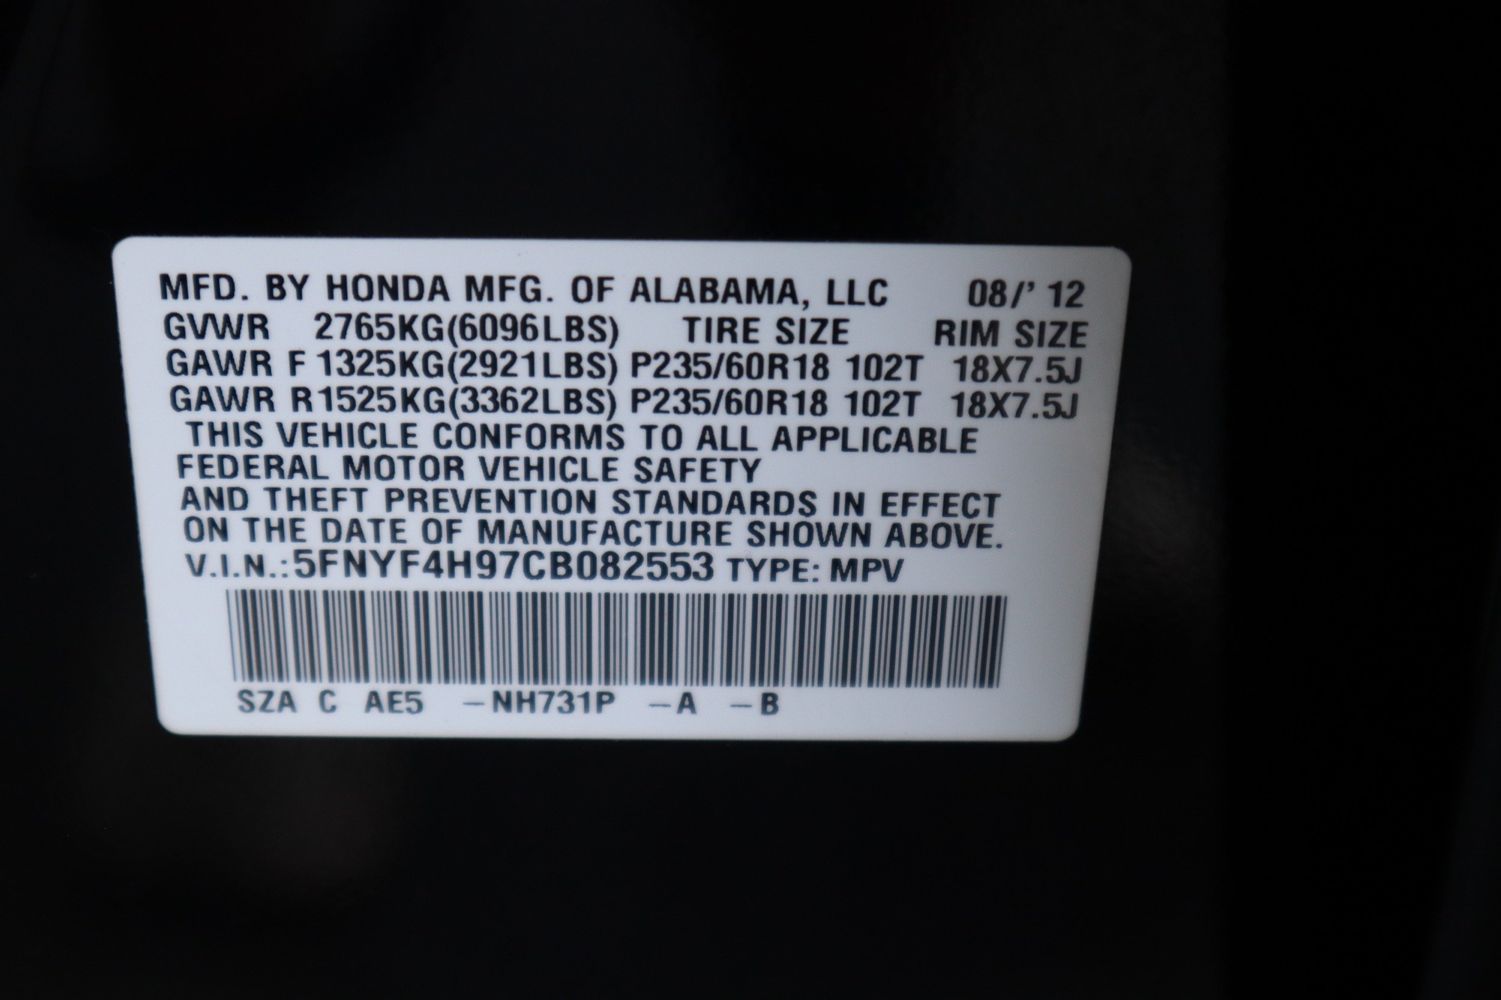 MFD. BY HONDA MFG. OF ALABAMA, LLC 08/' 12
GVWR 2765KG(6096LBS) TIRE SIZE RIM SIZE
GAWR F 1325KG(2921LBS) P235/60R18 102T 18X7.5J
GAWR R 1525KG(3362LBS) P235/60R18 102T 18X7.5J
THIS VEHICLE CONFORMS TO ALL APPLICABLE
FEDERAL MOTOR VEHICLE SAFETY
AND THEFT PREVENTION STANDARDS IN EFFECT
ON THE DATE OF MANUFACTURE SHOWN ABOVE.
V.I.N.:5FNYF4H97CB082553 TYPE: MPV
SZA C AE5 –NH731P –A –B